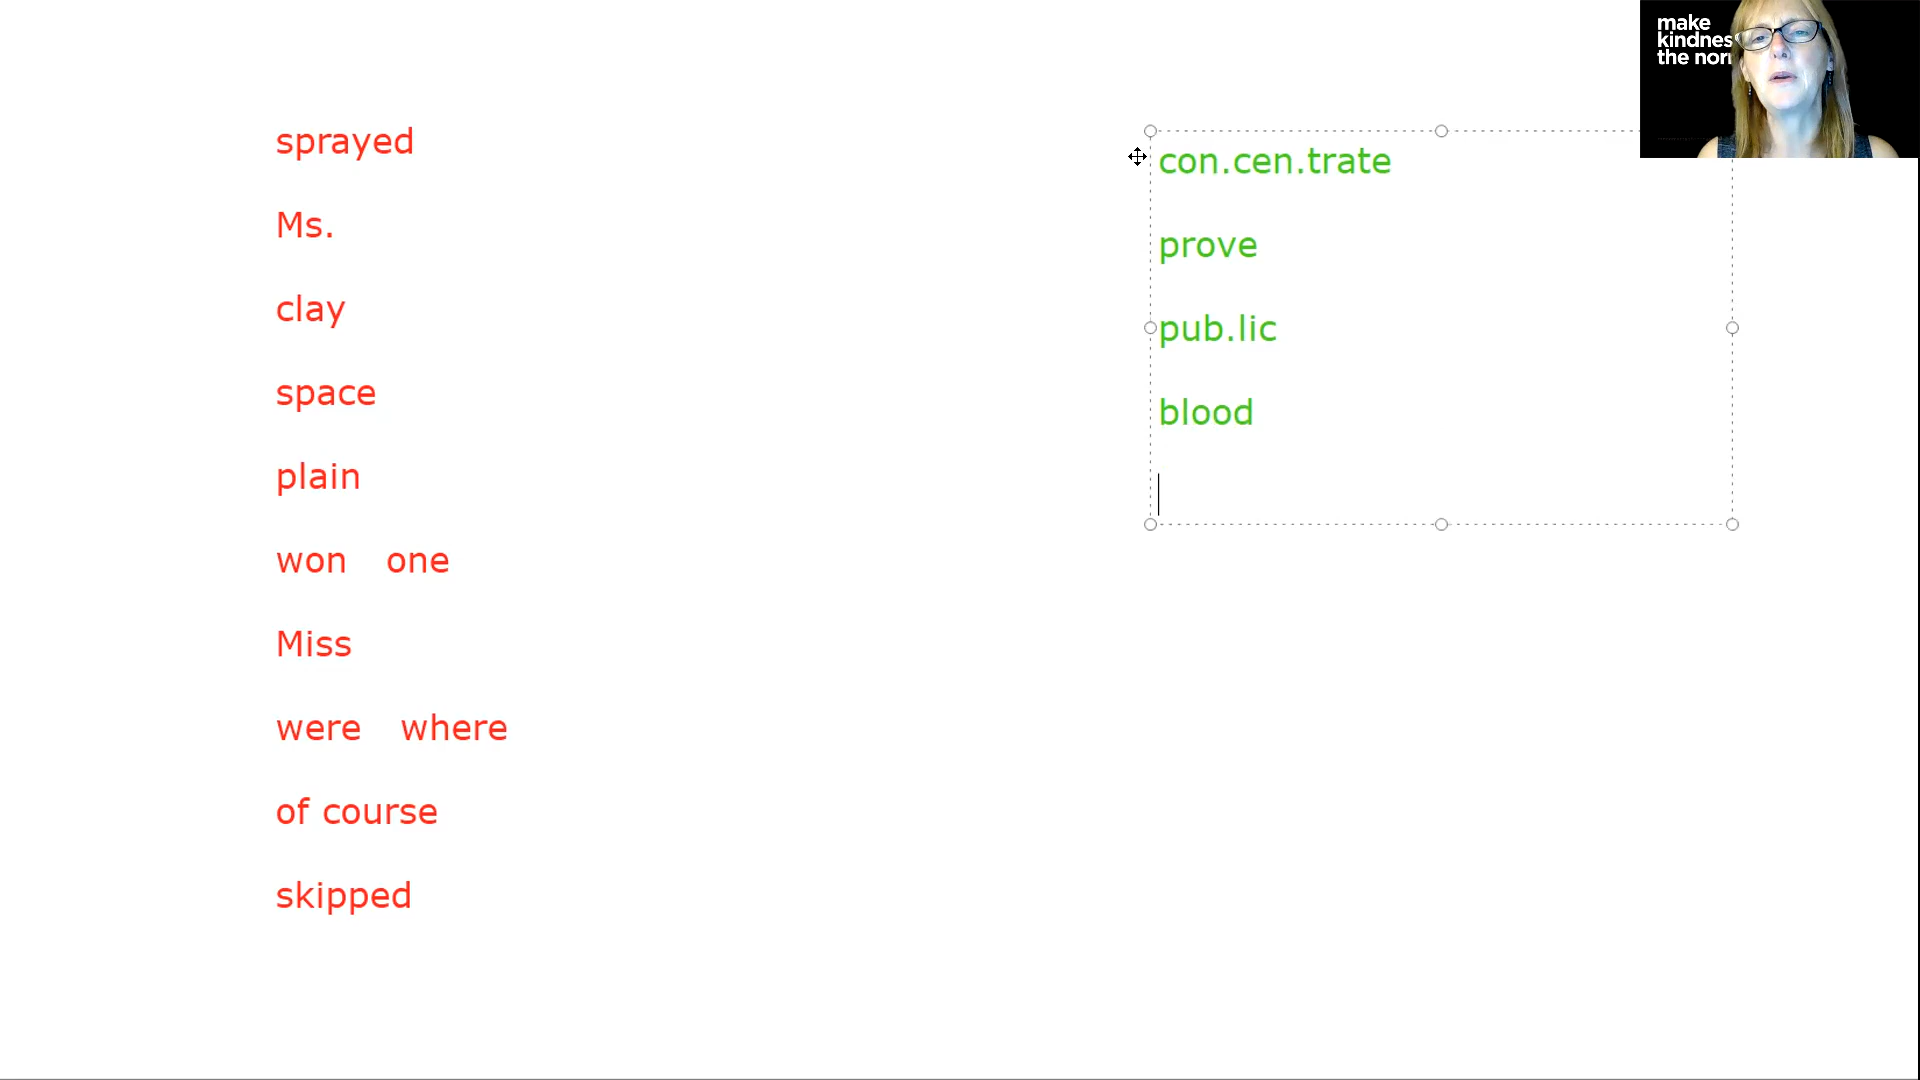 sprayed
Ms.
clay
space
plain
won one
Miss
were where
of course
skipped
con.cen.trate
prove
pub.lic
blood
make
kindnes
the nor